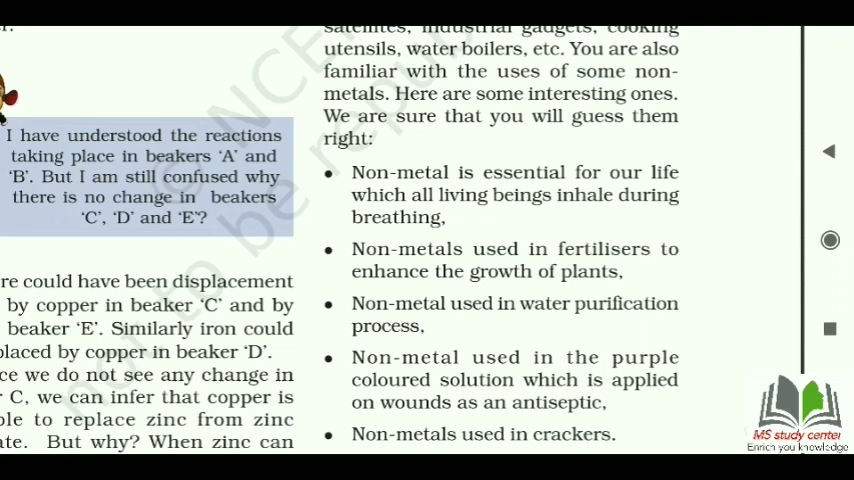 er.
I have understood the reactions
taking place in beakers ‘A’ and
‘B’. But I am still confused why
there is no change in beakers
‘C’, ‘D’ and ‘E’?
re could have been displacement
by copper in beaker ‘C’ and by
beaker ‘E’. Similarly iron could
placed by copper in beaker ‘D’.
ce we do not see any change in
r C, we can infer that copper is
ble to replace zinc from zinc
ate. But why? When zinc can
satellites, industrial gadgets, cooking
utensils, water boilers, etc. You are also
familiar with the uses of some non-
metals. Here are some interesting ones.
We are sure that you will guess them
right:
• Non-metal is essential for our life
which all living beings inhale during
breathing,
• Non-metals used in fertilisers to
enhance the growth of plants,
• Non-metal used in water purification
process,
• Non-metal used in the purple
coloured solution which is applied
on wounds as an antiseptic,
• Non-metals used in crackers.
© NCE
not to be repub
MS study center
Enrich you knowledge